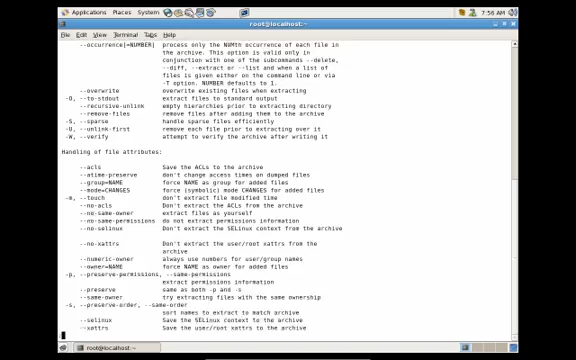 Applications Places System
7:56 AM
root@localhost:~
File Edit View Terminal Tabs Help
--occurrence[=NUMBER] process only the NUMth occurrence of each file in
the archive. This option is valid only in
conjunction with one of the subcommands --delete,
--diff, --extract or --list and when a list of
files is given either on the command line or via
-T option. NUMBER defaults to 1.
--overwrite overwrite existing files when extracting
-O, --to-stdout extract files to standard output
--recursive-unlink empty hierarchies prior to extracting directory
--remove-files remove files after adding them to the archive
-S, --sparse handle sparse files efficiently
-U, --unlink-first remove each file prior to extracting over it
-W, --verify attempt to verify the archive after writing it
Handling of file attributes:
--acls Save the ACLs to the archive
--atime-preserve don't change access times on dumped files
--group=NAME force NAME as group for added files
--mode=CHANGES force (symbolic) mode CHANGES for added files
-m, --touch don't extract file modified time
--no-acls Don't extract the ACLs from the archive
--no-same-owner extract files as yourself
--no-same-permissions do not extract permissions information
--no-selinux Don't extract the SELinux context from the archive
--no-xattrs Don't extract the user/root xattrs from the
archive
--numeric-owner always use numbers for user/group names
--owner=NAME force NAME as owner for added files
-p, --preserve-permissions, --same-permissions
extract permissions information
--preserve same as both -p and -s
--same-owner try extracting files with the same ownership
-s, --preserve-order, --same-order
sort names to extract to match archive
--selinux Save the SELinux context to the archive
--xattrs Save the user/root xattrs to the archive
root@localhost:~